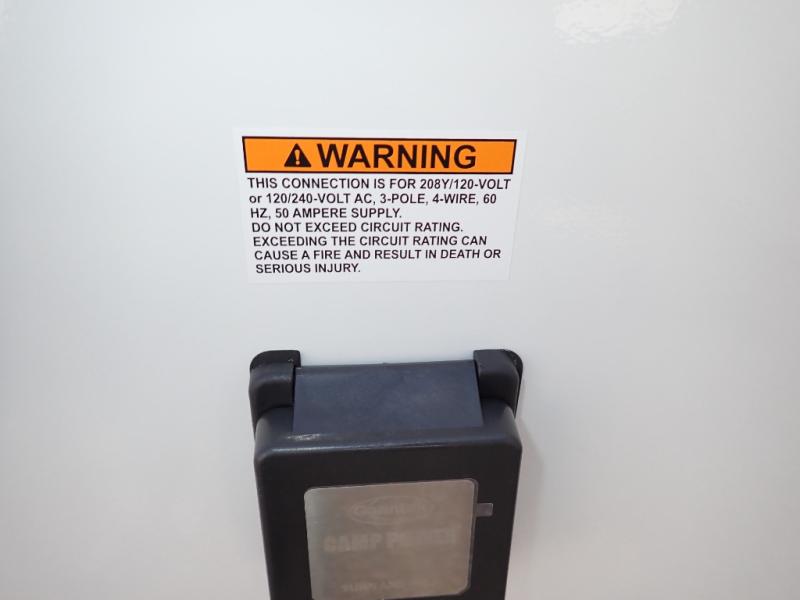 WARNING
THIS CONNECTION IS FOR 208Y/120-VOLT
or 120/240-VOLT AC, 3-POLE, 4-WIRE, 60
HZ, 50 AMPERE SUPPLY.
DO NOT EXCEED CIRCUIT RATING.
EXCEEDING THE CIRCUIT RATING CAN
CAUSE A FIRE AND RESULT IN DEATH OR
SERIOUS INJURY.
CAMP POWER